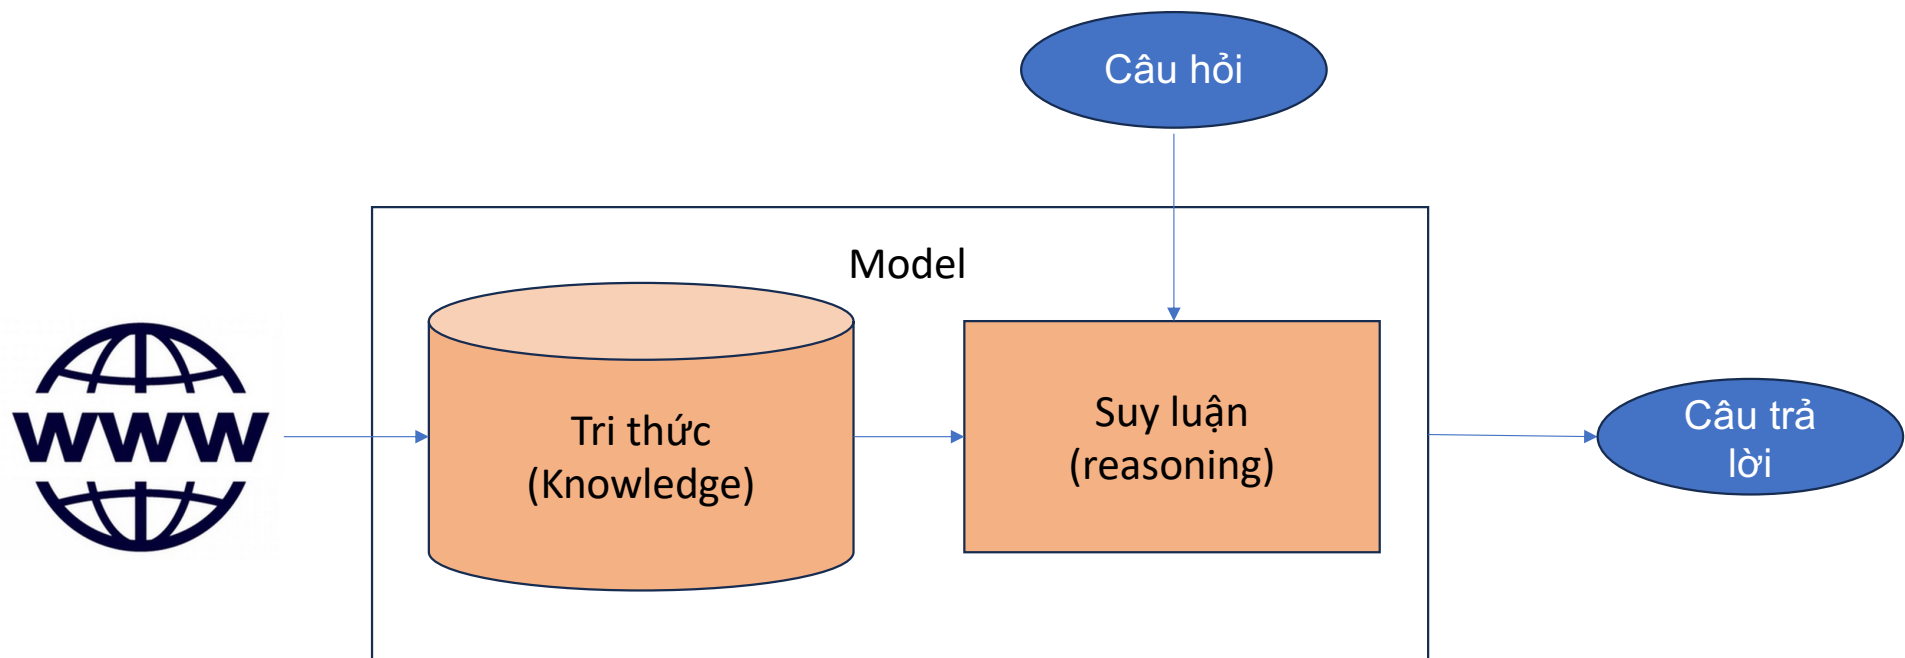 Câu hỏi
Model
WWW
Tri thức
(Knowledge)
Suy luận
(reasoning)
Câu trả
lời